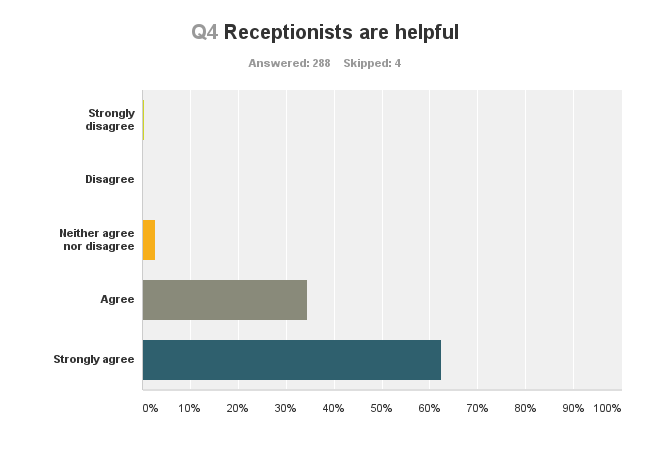 Q4 Receptionists are helpful
Answered: 288 Skipped: 4
Strongly
disagree
Disagree
Neither agree
nor disagree
Agree
Strongly agree
0% 10% 20% 30% 40% 50% 60% 70% 80% 90% 100%